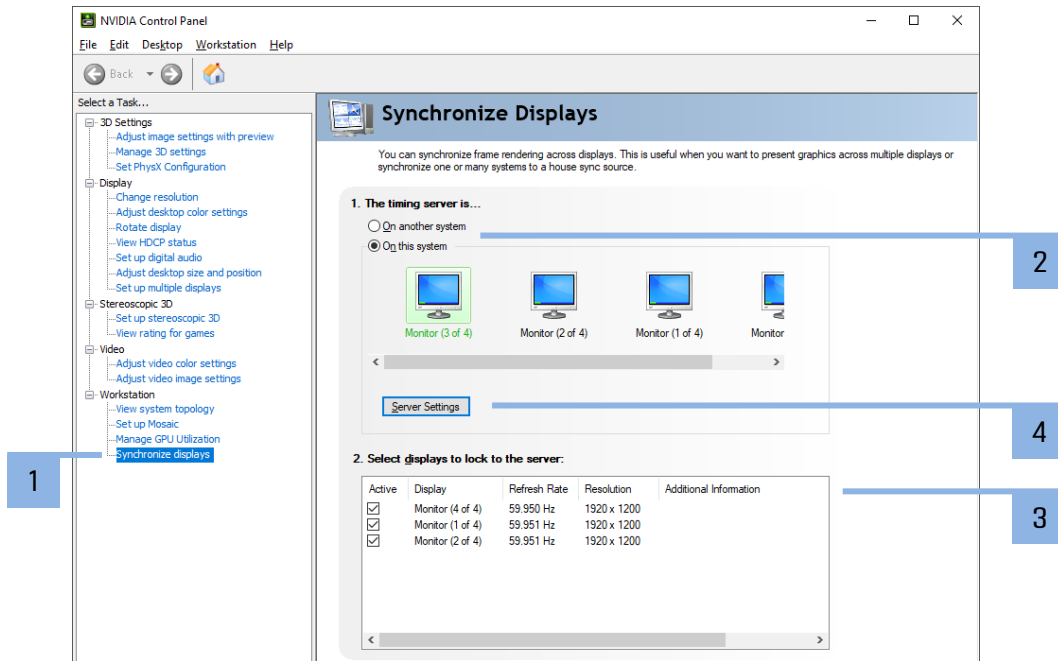 NVIDIA Control Panel
File Edit Desktop Workstation Help
Back
Select a Task...
3D Settings
Adjust image settings with preview
Manage 3D settings
Set PhysX Configuration
Display
Change resolution
Adjust desktop color settings
Rotate display
View HDCP status
Set up digital audio
Adjust desktop size and position
Set up multiple displays
Stereoscopic 3D
Set up stereoscopic 3D
View rating for games
Video
Adjust video color settings
Adjust video image settings
Workstation
View system topology
Set up Mosaic
Manage GPU Utilization
Synchronize displays
1
Synchronize Displays
You can synchronize frame rendering across displays. This is useful when you want to present graphics across multiple displays or
synchronize one or many systems to a house sync source.
1. The timing server is...
On another system
On this system
2
Monitor (3 of 4) Monitor (2 of 4) Monitor (1 of 4) Monitor
Server Settings
4
2. Select displays to lock to the server:
Active Display Refresh Rate Resolution Additional Information
Monitor (4 of 4) 59.950 Hz 1920 x 1200
Monitor (1 of 4) 59.951 Hz 1920 x 1200
Monitor (2 of 4) 59.951 Hz 1920 x 1200
3